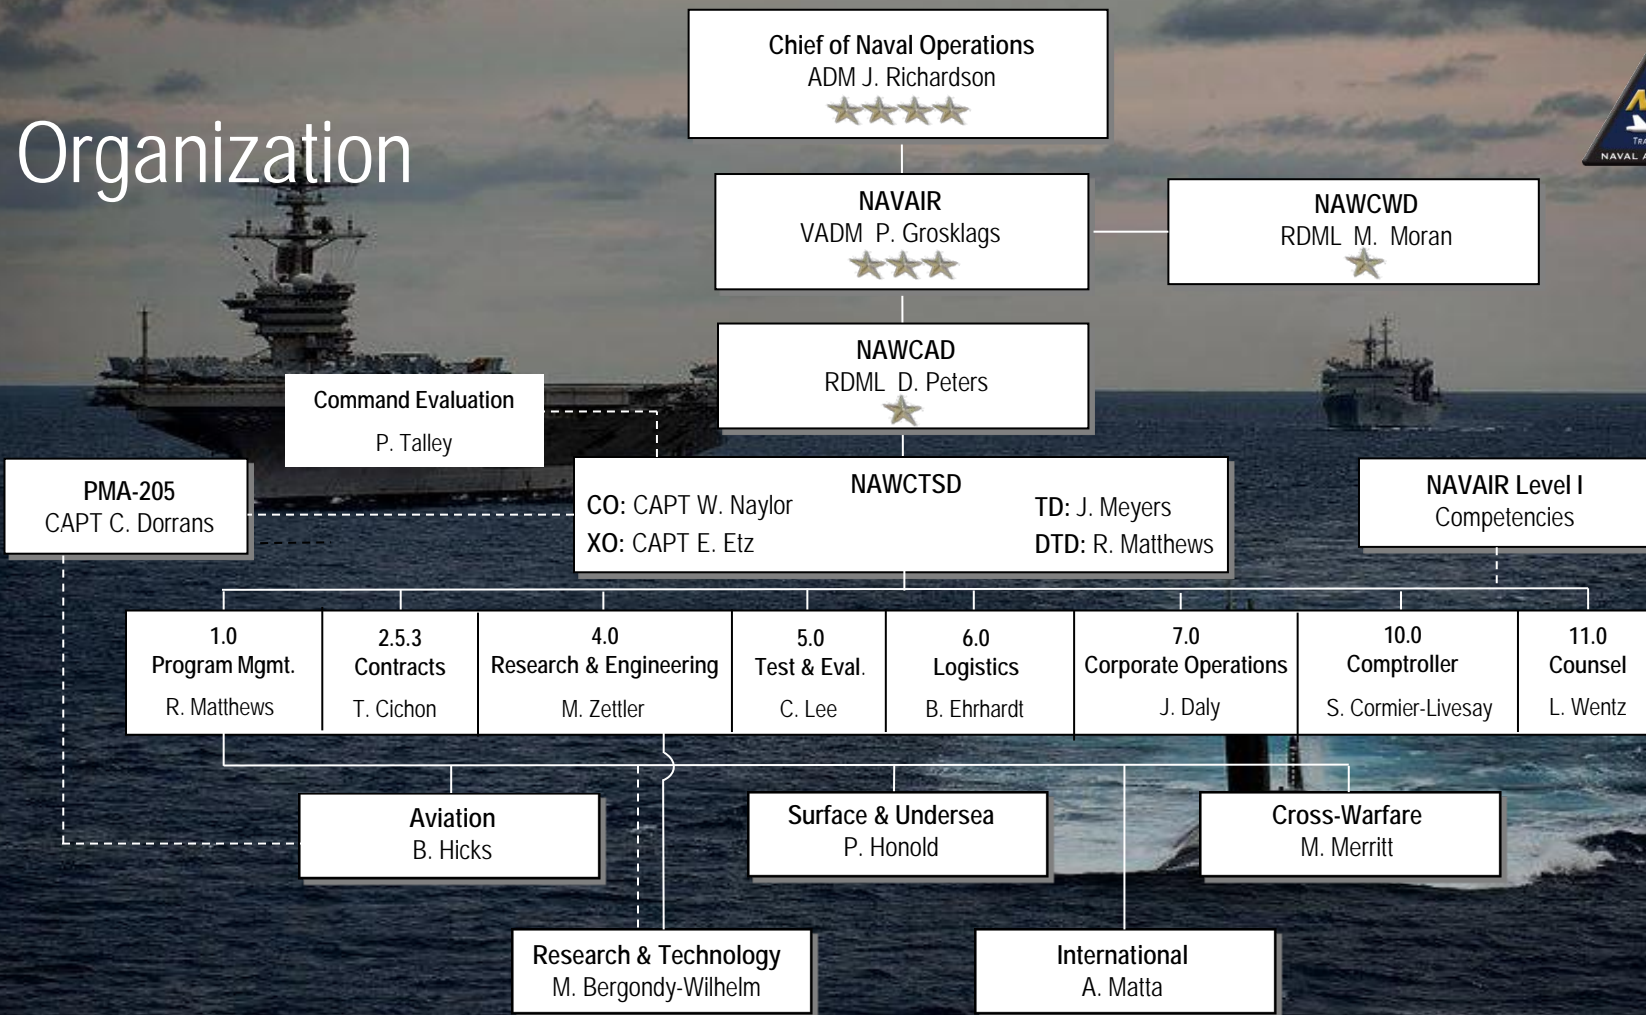 Organization
Chief of Naval Operations
ADM J. Richardson
NAVAIR
VADM P. Grosklags
NAWCWD
RDML M. Moran
NAWCAD
RDML D. Peters
Command Evaluation
P. Talley
PMA-205
CAPT C. Dorrans
NAWCTSD
CO: CAPT W. Naylor
TD: J. Meyers
XO: CAPT E. Etz
DTD: R. Matthews
NAVAIR Level I
Competencies
1.0
Program Mgmt.
R. Matthews
2.5.3
Contracts
T. Cichon
4.0
Research & Engineering
M. Zettler
5.0
Test & Eval.
C. Lee
6.0
Logistics
B. Ehrhardt
7.0
Corporate Operations
J. Daly
10.0
Comptroller
S. Cormier-Livesay
11.0
Counsel
L. Wentz
Aviation
B. Hicks
Surface & Undersea
P. Honold
Cross-Warfare
M. Merritt
Research & Technology
M. Bergondy-Wilhelm
International
A. Matta
NAVAL